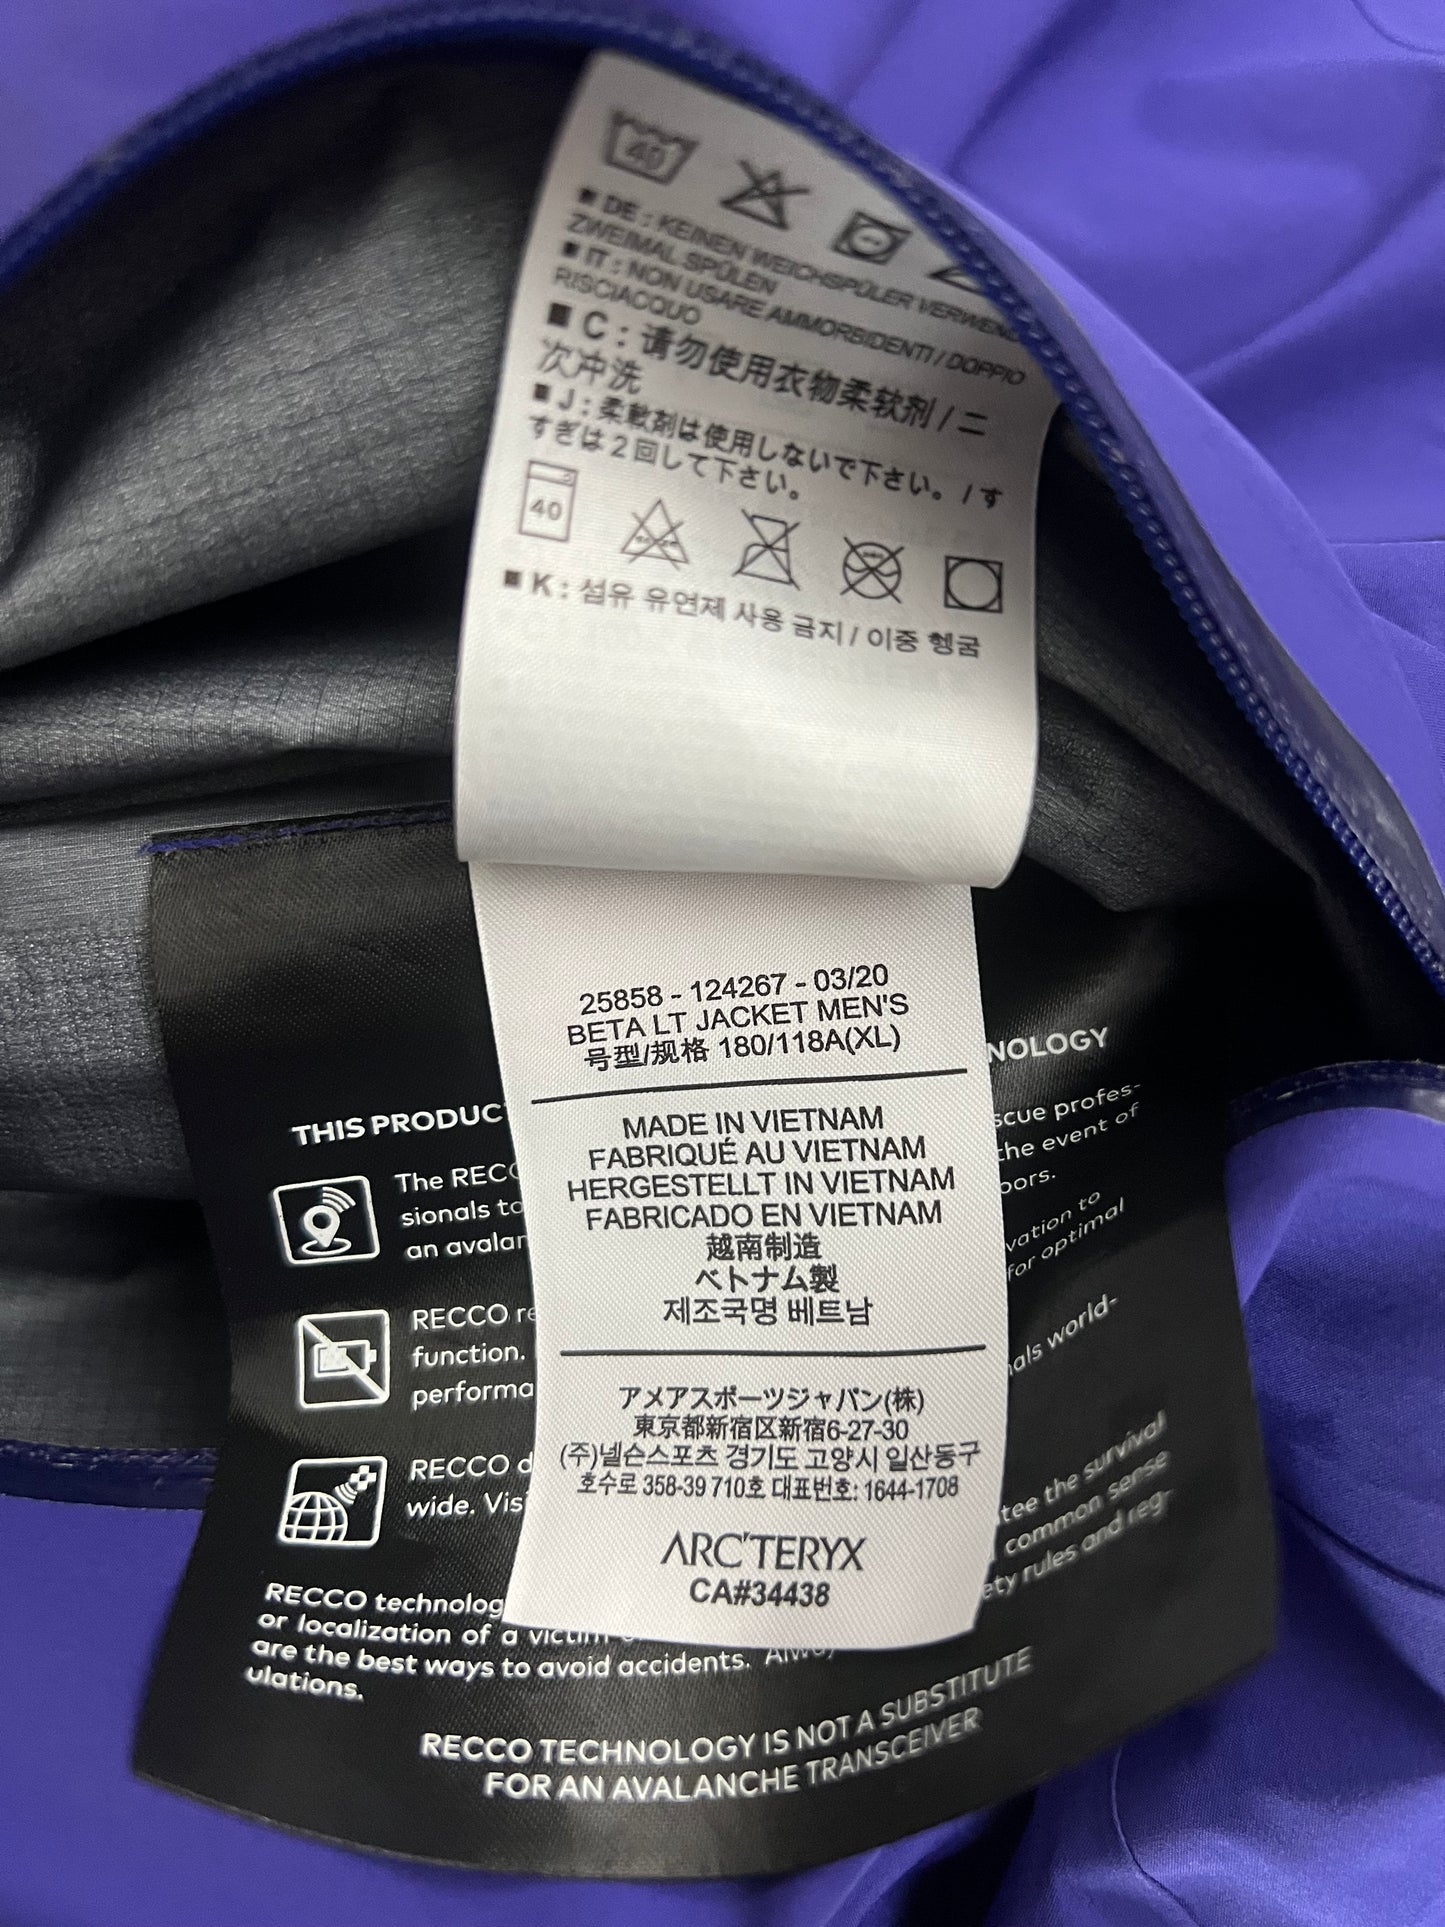 40
■ DE : KEINEN WEICHSPÜLER VERWENDEN
ZWEIMAL SPÜLEN
■ IT : NON USARE AMMORBIDENTI / DOPPIO
RISCIACQUO
■ C : 请勿使用衣物柔软剂 / 二
次冲洗
■ J : 柔軟剤は使用しないで下さい。/ す
すぎは2回して下さい。
40
■ K : 섬유 유연제 사용 금지 / 이중 헹굼
25858 - 124267 - 03/20
BETA LT JACKET MEN'S
号型/规格 180/118A(XL)
MADE IN VIETNAM
FABRIQUÉ AU VIETNAM
HERGESTELLT IN VIETNAM
FABRICADO EN VIETNAM
越南制造
ベトナム製
제조국명 베트남
アメアスポーツジャパン(株)
東京都新宿区新宿6-27-30
(주)넬슨스포츠 경기도 고양시 일산동구
호수로 358-39 710호 대표번호: 1644-1708
ARC'TERYX
CA#34438
THIS PRODUC
NOLOGY
The RECC
scue profes-
sionals to
the event of
an avalan
oors.
RECCO re
vation to
function.
for optimal
performa
RECCO d
nals world-
wide. Visi
RECCO technolog
tee the survival
or localization of a victim
common sense
are the best ways to avoid accidents. Alway
ety rules and reg-
ulations.
RECCO TECHNOLOGY IS NOT A SUBSTITUTE
FOR AN AVALANCHE TRANSCEIVER